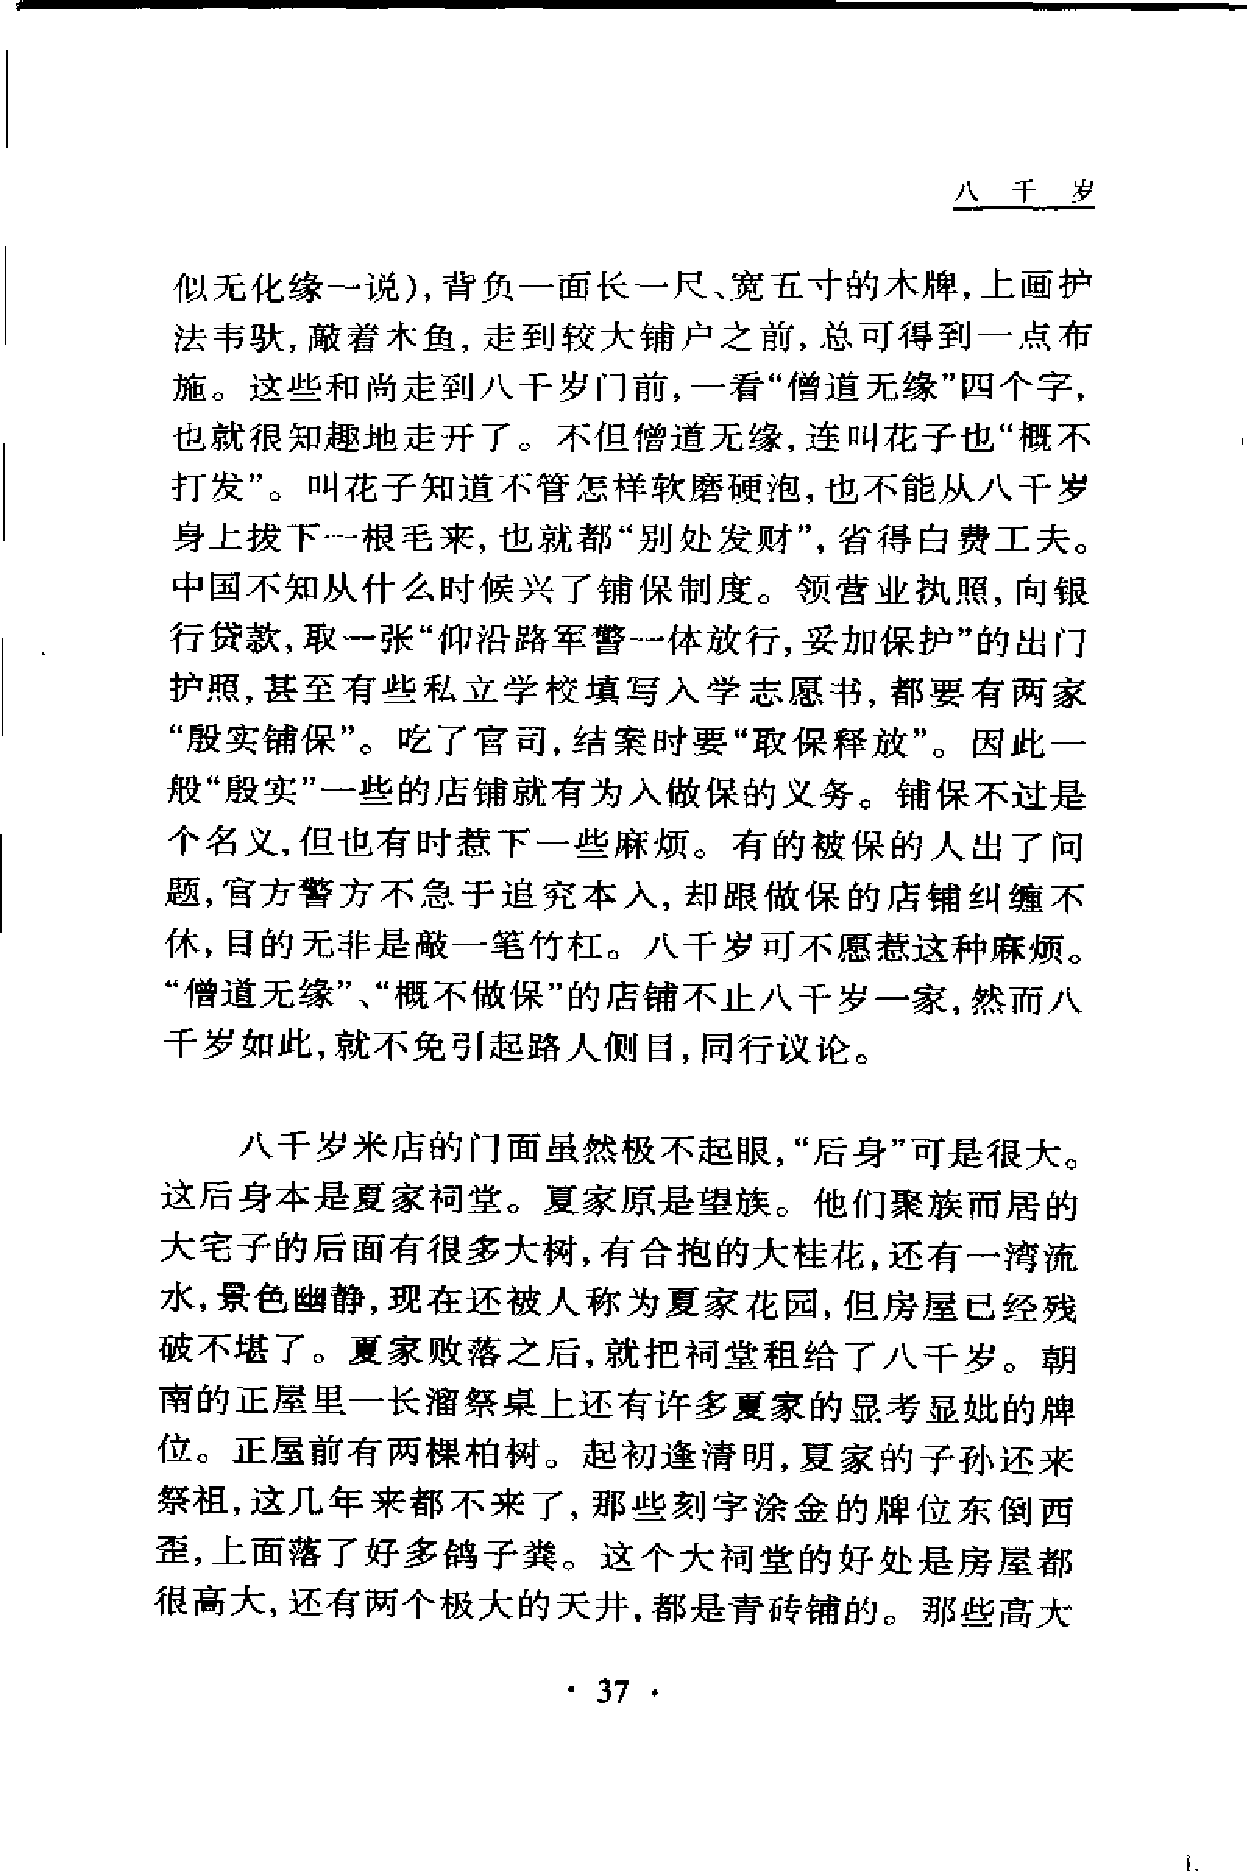 八 千 岁
似无化缘一说），背负一面长一尺、宽五寸的木牌，上画护
法韦驮，敲着木鱼，走到较大铺户之前，总可得到一点布
施。这些和尚走到八千岁门前，一看“僧道无缘”四个字，
也就很知趣地走开了。不但僧道无缘，连叫花子也“概不
打发”。叫花子知道不管怎样软磨硬泡，也不能从八千岁
身上拔下一根毛来，也就都“别处发财”，省得白费工夫。
中国不知从什么时候兴了铺保制度。领营业执照，向银
行贷款，取一张“仰沿路军警一体放行，妥加保护”的出门
护照，甚至有些私立学校填写入学志愿书，都要有两家
“殷实铺保”。吃了官司，结案时要“取保释放”。因此一
般“殷实”一些的店铺就有为人做保的义务。铺保不过是
个名义，但也有时惹下一些麻烦。有的被保的人出了问
题，官方警方不急于追究本人，却跟做保的店铺纠缠不
休，目的无非是敲一笔竹杠。八千岁可不愿惹这种麻烦。
“僧道无缘”、“概不做保”的店铺不止八千岁一家，然而八
千岁如此，就不免引起路人侧目，同行议论。
八千岁米店的门面虽然极不起眼，“后身”可是很大。
这后身本是夏家祠堂。夏家原是望族。他们聚族而居的
大宅子的后面有很多大树，有合抱的大桂花，还有一湾流
水，景色幽静，现在还被人称为夏家花园，但房屋已经残
破不堪了。夏家败落之后，就把祠堂租给了八千岁。朝
南的正屋里一长溜祭桌上还有许多夏家的显考显妣的牌
位。正屋前有两棵柏树。起初逢清明，夏家的子孙还来
祭祖，这几年来都不来了，那些刻字涂金的牌位东倒西
歪，上面落了好多鸽子粪。这个大祠堂的好处是房屋都
很高大，还有两个极大的天井，都是青砖铺的。那些高大
· 37 ·